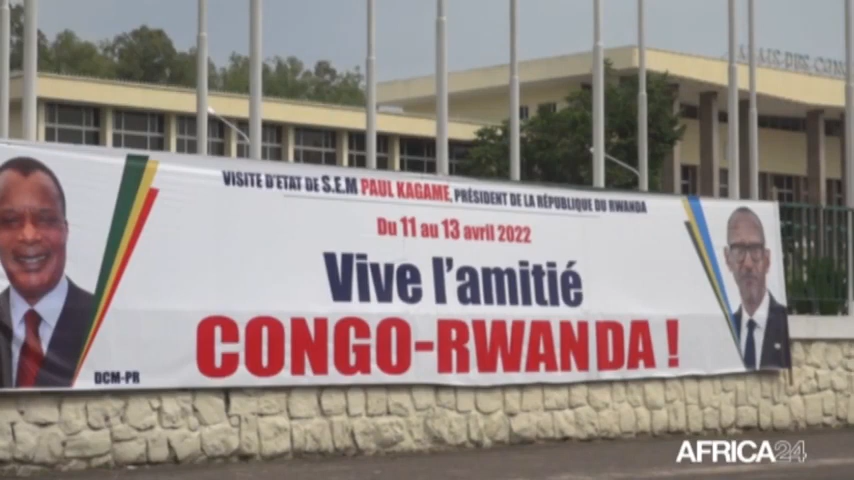 VISITE D'ETAT DE S.E.M PAUL KAGAME, PRÉSIDENT DE LA RÉPUBLIQUE DU RWANDA
Du 11 au 13 avril 2022
Vive l'amitié
CONGO-RWANDA !
DCM-PR
AFRICA24